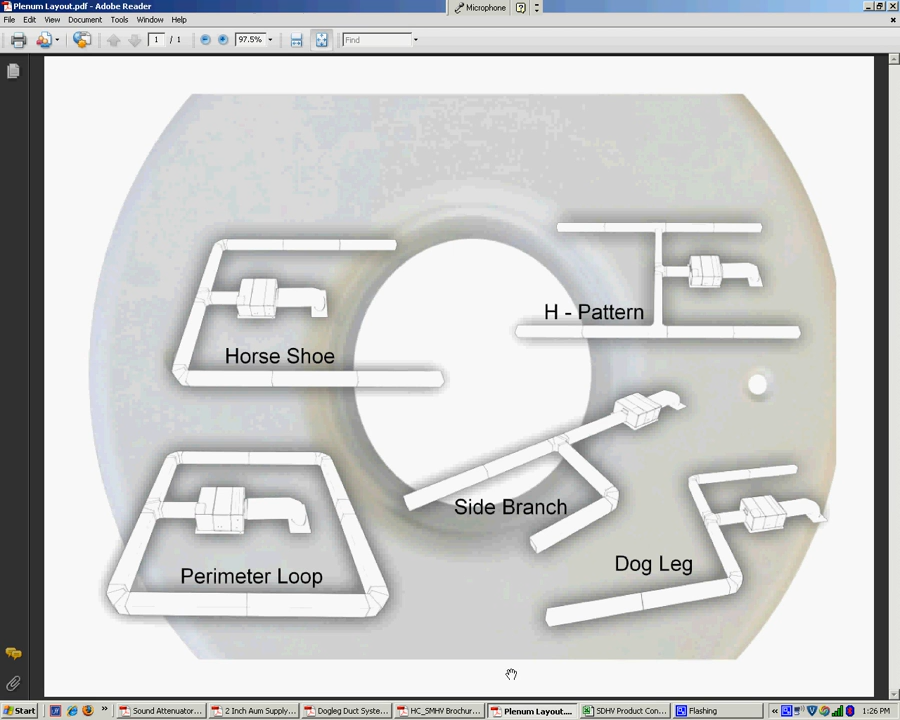 Plenum Layout.pdf - Adobe Reader
Microphone
File Edit View Document Tools Window Help
1 / 1 97.5% Find
H - Pattern
Horse Shoe
Side Branch
Dog Leg
Perimeter Loop
Start » Sound Attenuator... 2 Inch Aum Supply... Dogleg Duct Syste... HC_SMHV Brochur... Plenum Layout.... SDHV Product Con... Flashing « 1:26 PM